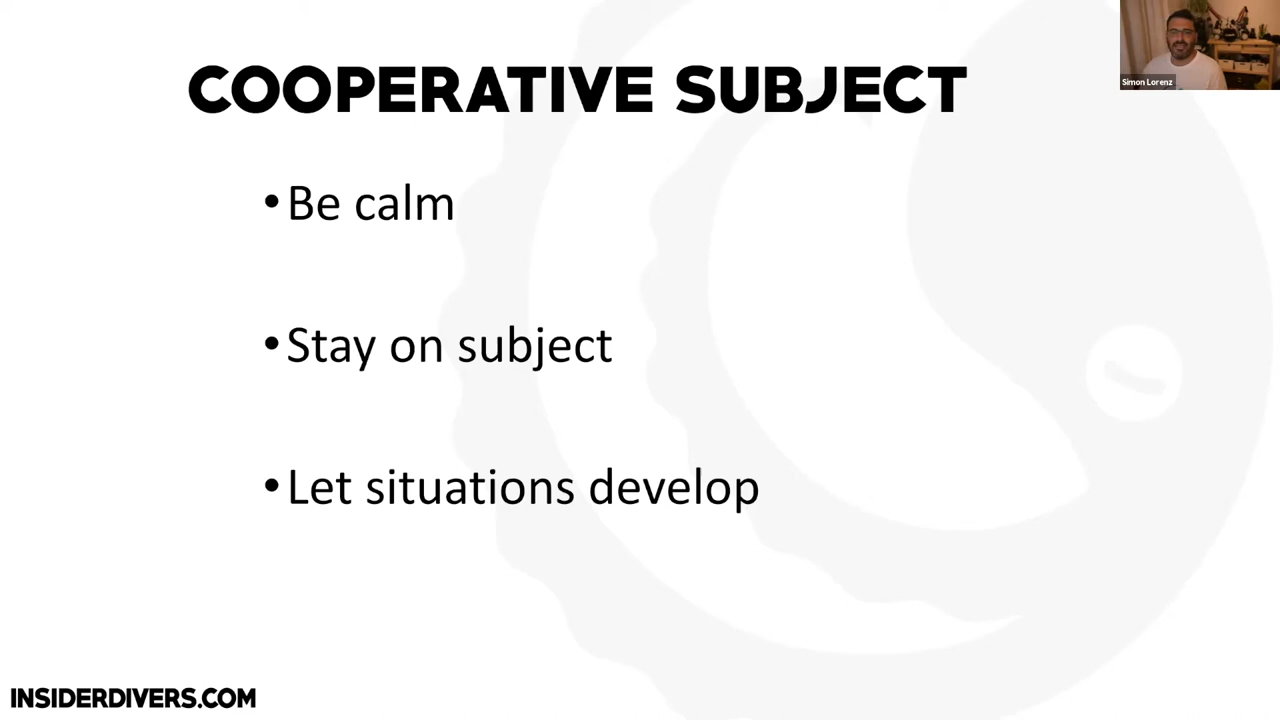 COOPERATIVE SUBJECT
Simon Lorenz
•Be calm
•Stay on subject
•Let situations develop
INSIDERDIVERS.COM